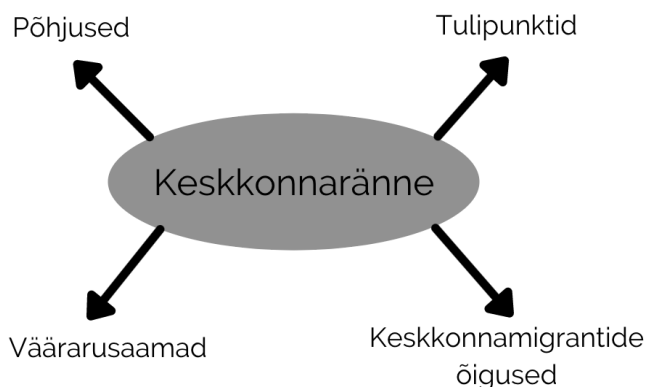 Põhjused
Tulipunktid
Keskkonnaränne
Väärarusaamad
Keskkonnamigrantide
õigused